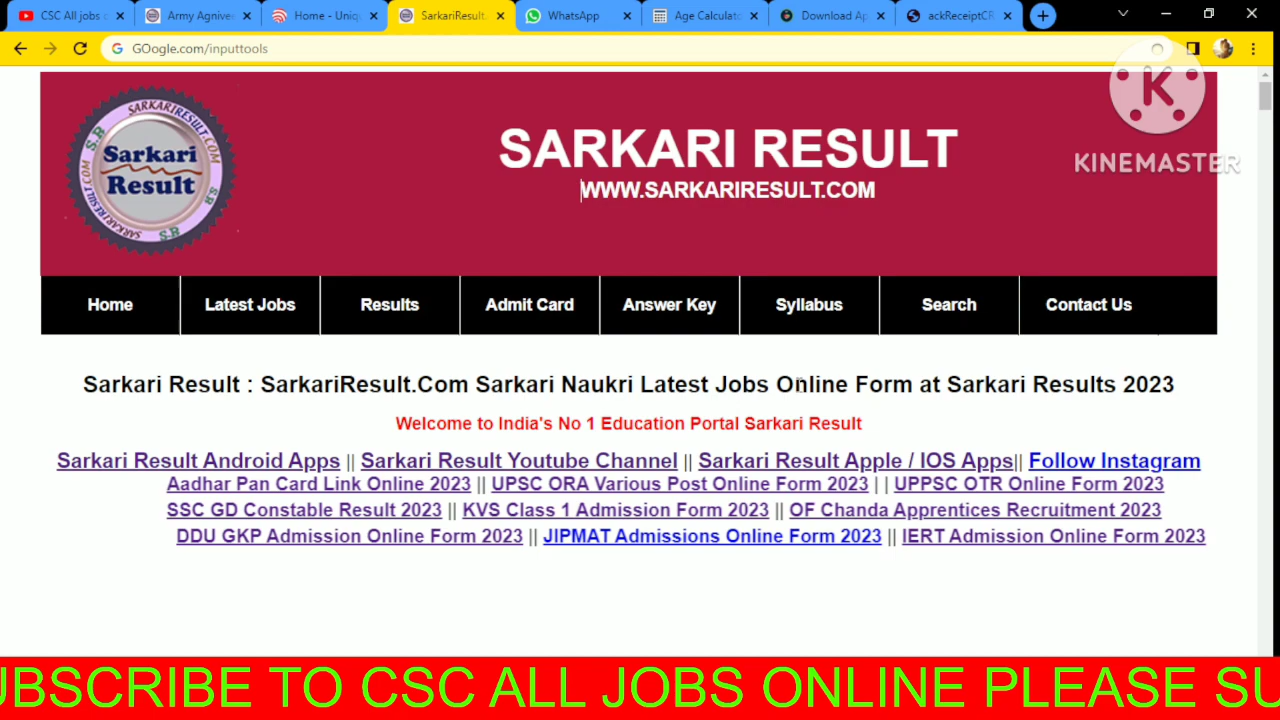 CSC All jobs o
Army Agnivee
Home - Uniqu
SarkariResult.
WhatsApp
Age Calculato
Download Ap
ackReceiptCR
GOogle.com/inputtools
SARKARIRESULT.COM
S.R
Sarkari
Result
SARKARIRESULT.COM
SARKARI RESULT
WWW.SARKARIRESULT.COM
K
KINEMASTER
Home
Latest Jobs
Results
Admit Card
Answer Key
Syllabus
Search
Contact Us
Sarkari Result : SarkariResult.Com Sarkari Naukri Latest Jobs Online Form at Sarkari Results 2023
Welcome to India's No 1 Education Portal Sarkari Result
Sarkari Result Android Apps || Sarkari Result Youtube Channel || Sarkari Result Apple / IOS Apps|| Follow Instagram
Aadhar Pan Card Link Online 2023 || UPSC ORA Various Post Online Form 2023 | | UPPSC OTR Online Form 2023
SSC GD Constable Result 2023 || KVS Class 1 Admission Form 2023 || OF Chanda Apprentices Recruitment 2023
DDU GKP Admission Online Form 2023 || JIPMAT Admissions Online Form 2023 || IERT Admission Online Form 2023
UBSCRIBE TO CSC ALL JOBS ONLINE PLEASE SU